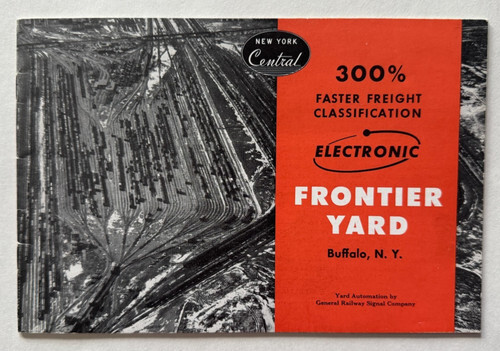 NEW YORK
Central
300%
FASTER FREIGHT
CLASSIFICATION
ELECTRONIC
FRONTIER
YARD
Buffalo, N. Y.
Yard Automation by
General Railway Signal Company